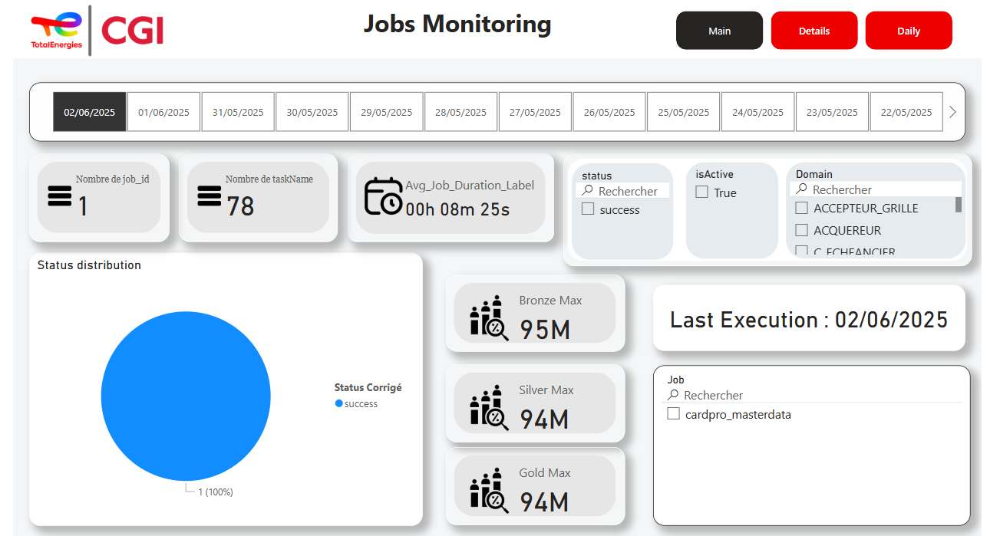 TotalEnergies
CGI
Jobs Monitoring
Main
Details
Daily
02/06/2025
01/06/2025
31/05/2025
30/05/2025
29/05/2025
28/05/2025
27/05/2025
26/05/2025
25/05/2025
24/05/2025
23/05/2025
22/05/2025
Nombre de job_id
1
Nombre de taskName
78
Avg_Job_Duration_Label
00h 08m 25s
status
Rechercher
success
isActive
True
Domain
Rechercher
ACCEPTEUR_GRILLE
ACQUEREUR
C_ECHEANCIER
Status distribution
Status Corrigé
success
1 (100%)
Bronze Max
95M
Silver Max
94M
Gold Max
94M
Last Execution : 02/06/2025
Job
Rechercher
cardpro_masterdata